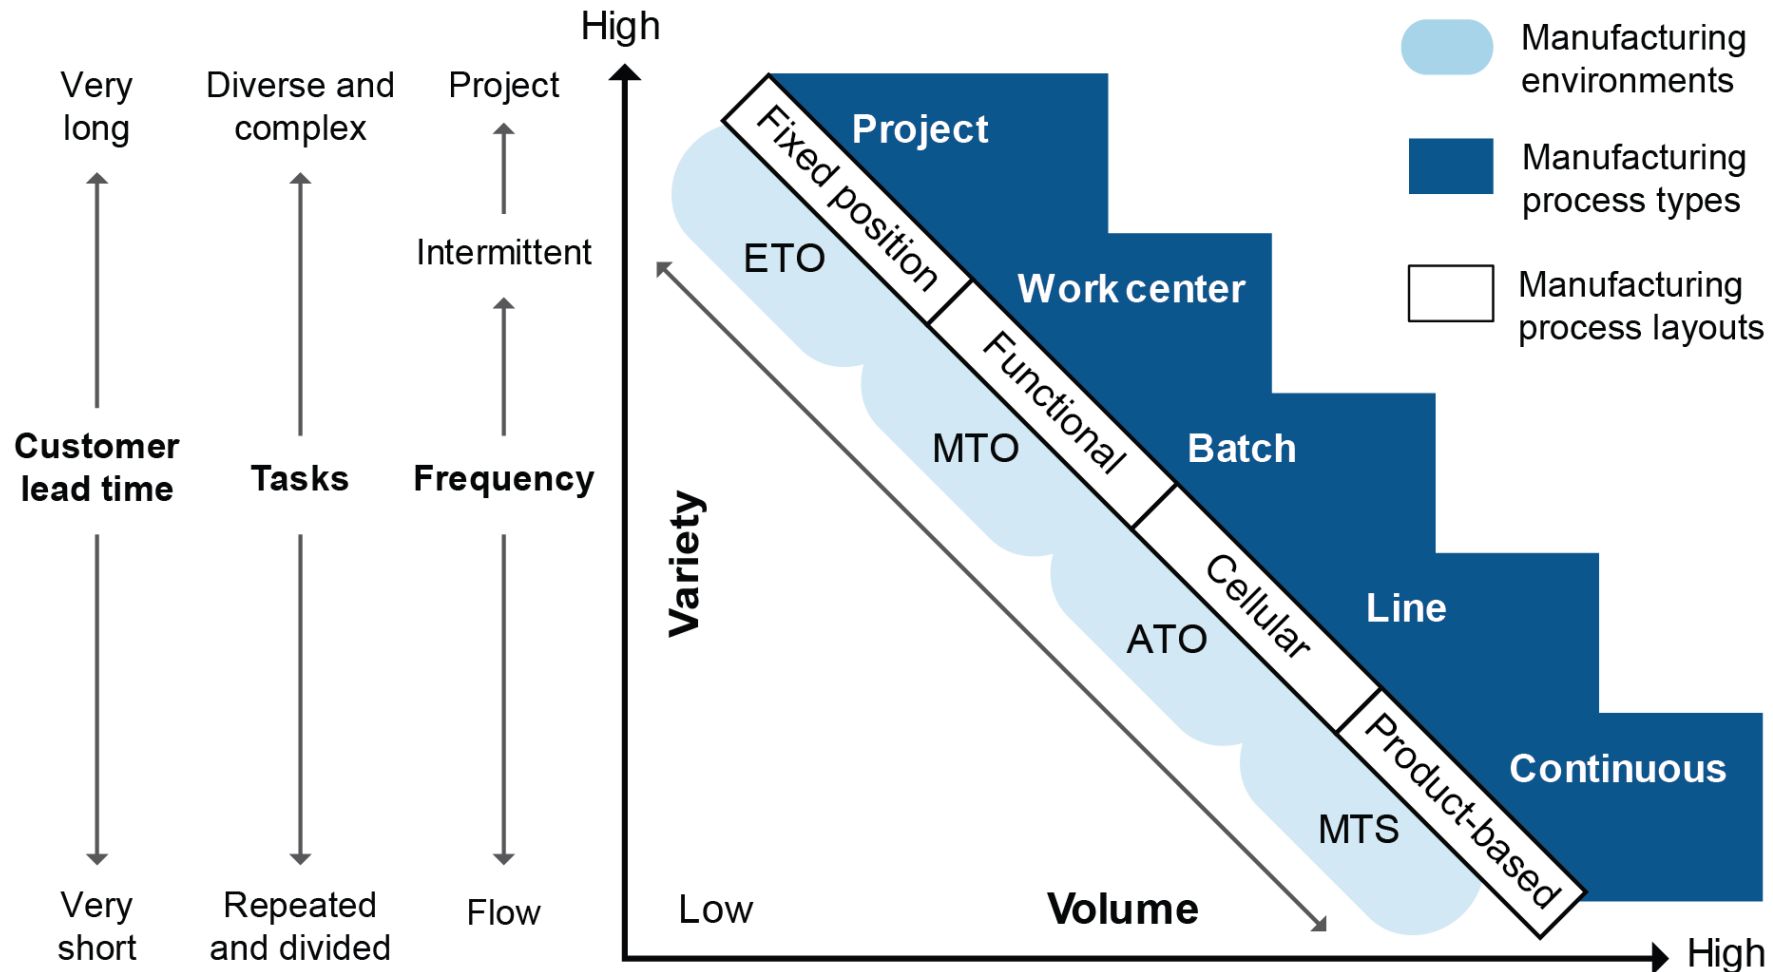 High
Very
long
Diverse and
complex
Project
Intermittent
Customer
lead time
Tasks
Frequency
Very
short
Repeated
and divided
Flow
Variety
Low
Volume
High
Fixed position
Functional
Cellular
Product-based
ETO
MTO
ATO
MTS
Project
Work center
Batch
Line
Continuous
Manufacturing
environments
Manufacturing
process types
Manufacturing
process layouts